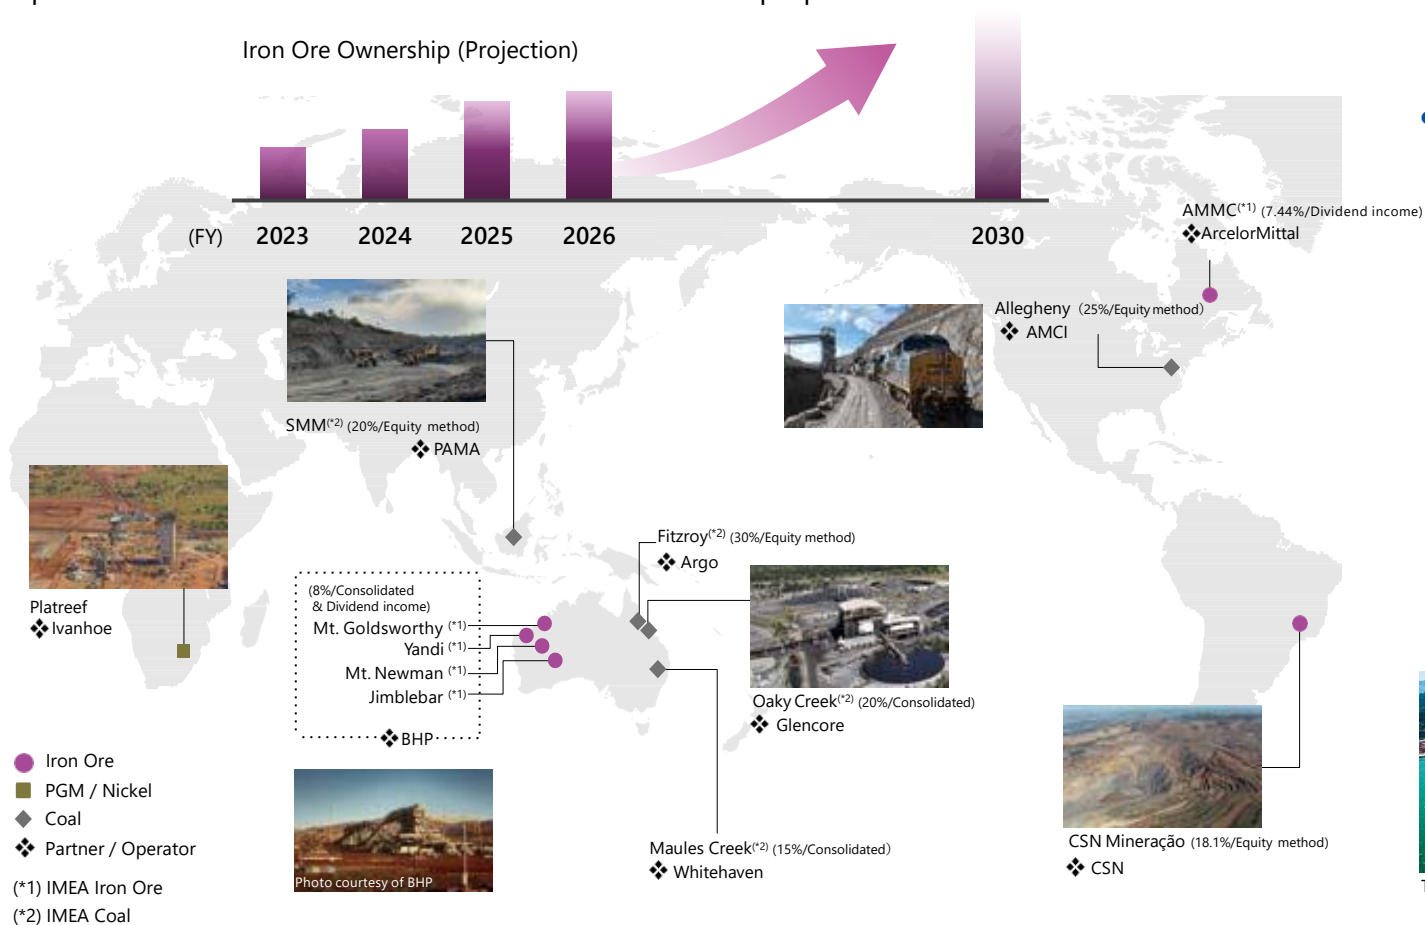 Iron Ore Ownership (Projection)
(FY) 2023 2024 2025 2026 2030
AMMC(*1) (7.44%/Dividend income)
❖ArcelorMittal
Allegheny (25%/Equity method)
❖ AMCI
SMM(*2) (20%/Equity method)
❖ PAMA
Platreef
❖Ivanhoe
Fitzroy(*2) (30%/Equity method)
❖ Argo
(8%/Consolidated
& Dividend income)
Mt. Goldsworthy (*1)
Yandi (*1)
Mt. Newman (*1)
Jimblebar (*1)
❖BHP
Oaky Creek(*2) (20%/Consolidated)
❖ Glencore
Photo courtesy of BHP
Maules Creek(*2) (15%/Consolidated)
❖ Whitehaven
CSN Mineração (18.1%/Equity method)
❖ CSN
Iron Ore
PGM / Nickel
Coal
❖ Partner / Operator
(*1) IMEA Iron Ore
(*2) IMEA Coal